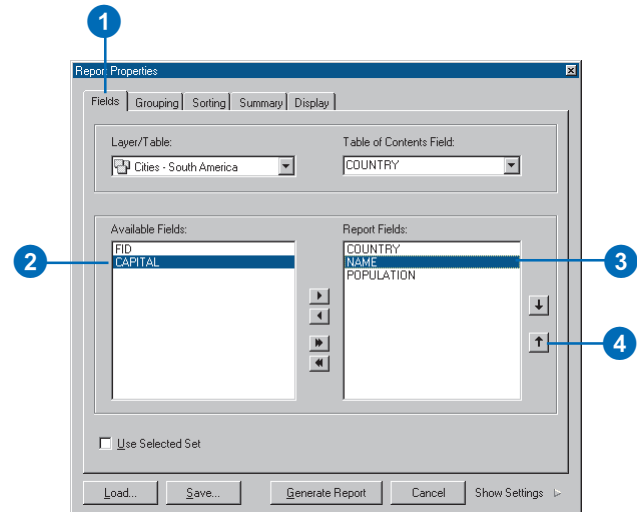 1
Report Properties
Fields Grouping Sorting Summary Display
Layer/Table: Table of Contents Field:
Cities - South America COUNTRY
Available Fields: Report Fields:
FID COUNTRY
2 CAPITAL NAME 3
POPULATION
4
Use Selected Set
Load... Save... Generate Report Cancel Show Settings